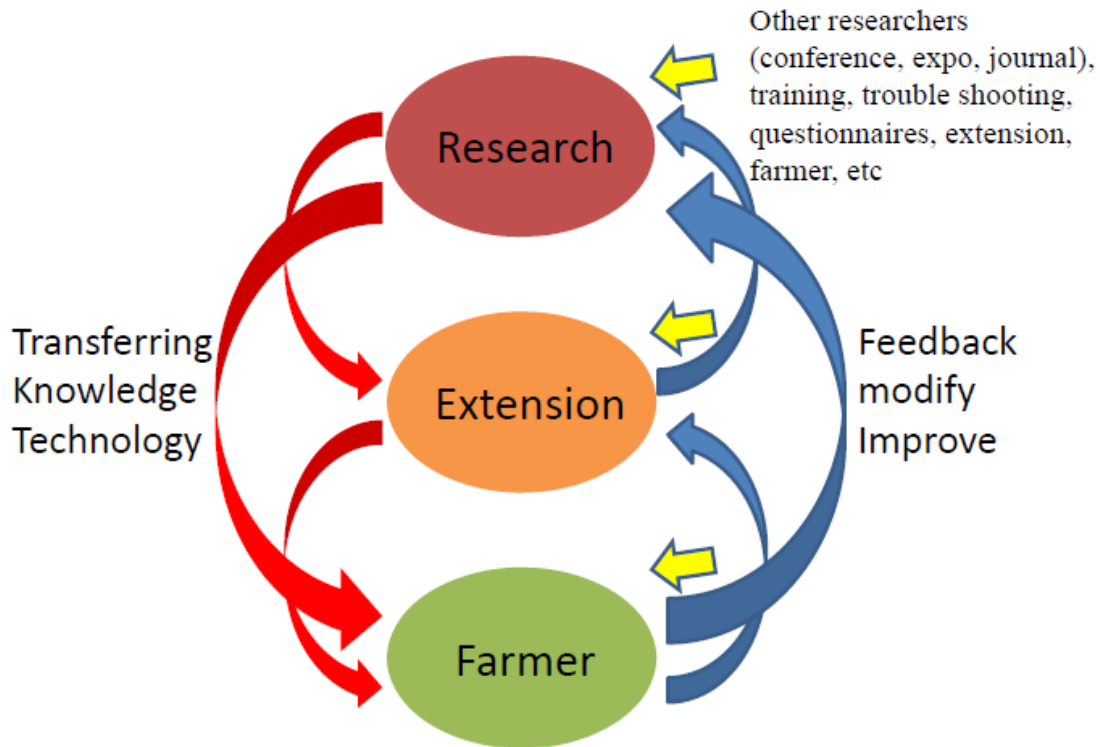 Other researchers
(conference, expo, journal),
training, trouble shooting,
questionnaires, extension,
farmer, etc
Research
Transferring
Knowledge
Technology
Extension
Feedback
modify
Improve
Farmer